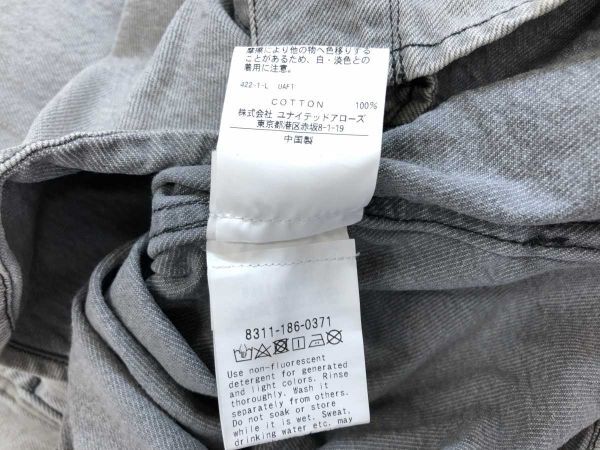 摩擦により他の物へ色移りする
ことがあるため、白・淡色との
着用に注意。
422-1-L UAFT
COTTON 100%
株式会社 ユナイテッドアローズ
東京都港区赤坂8-1-19
中国製
8311-186-0371
Use non-fluorescent
detergent for generated
and light colors. Rinse
thoroughly. Wash it
separately from others.
Do not soak or store
while it is wet. Sweat,
drinking water etc. may